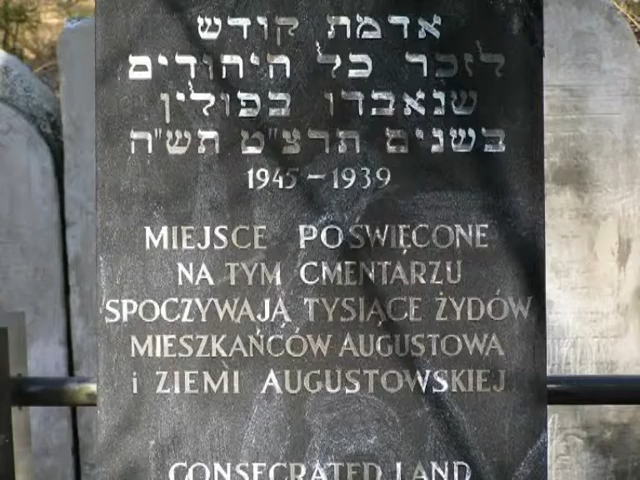 אדמת קודש
לזכר כל היהודים
שנאבדו בפולין
בשנים תרצ"ט תש"ה
1945 – 1939
MIEJSCE POŚWIĘCONE
NA TYM CMENTARZU
SPOCZYWAJĄ TYSIĄCE ŻYDÓW
MIESZKAŃCÓW AUGUSTOWA
i ZIEMI AUGUSTOWSKIEJ
CONSECRATED LAND